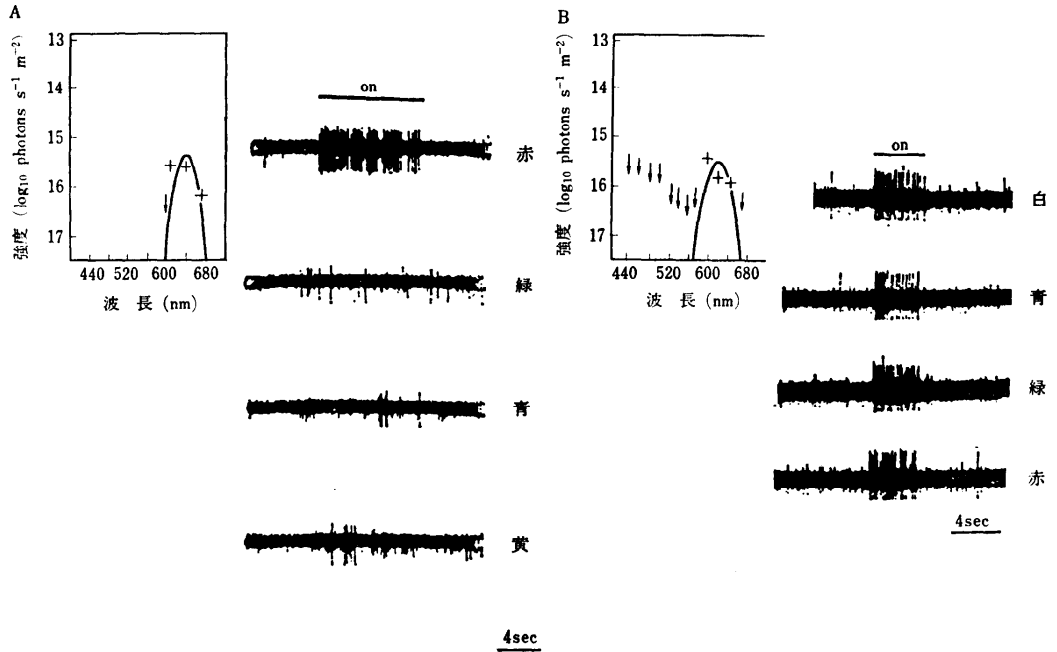 A
強度 (log₁₀ photons s⁻¹ m⁻²)
13
14
15
16
17
440 520 600 680
波 長 (nm)
on
赤
緑
青
黄
4sec
B
強度 (log₁₀ photons s⁻¹ m⁻²)
13
14
15
16
17
440 520 600 680
波 長 (nm)
on
白
青
緑
赤
4sec